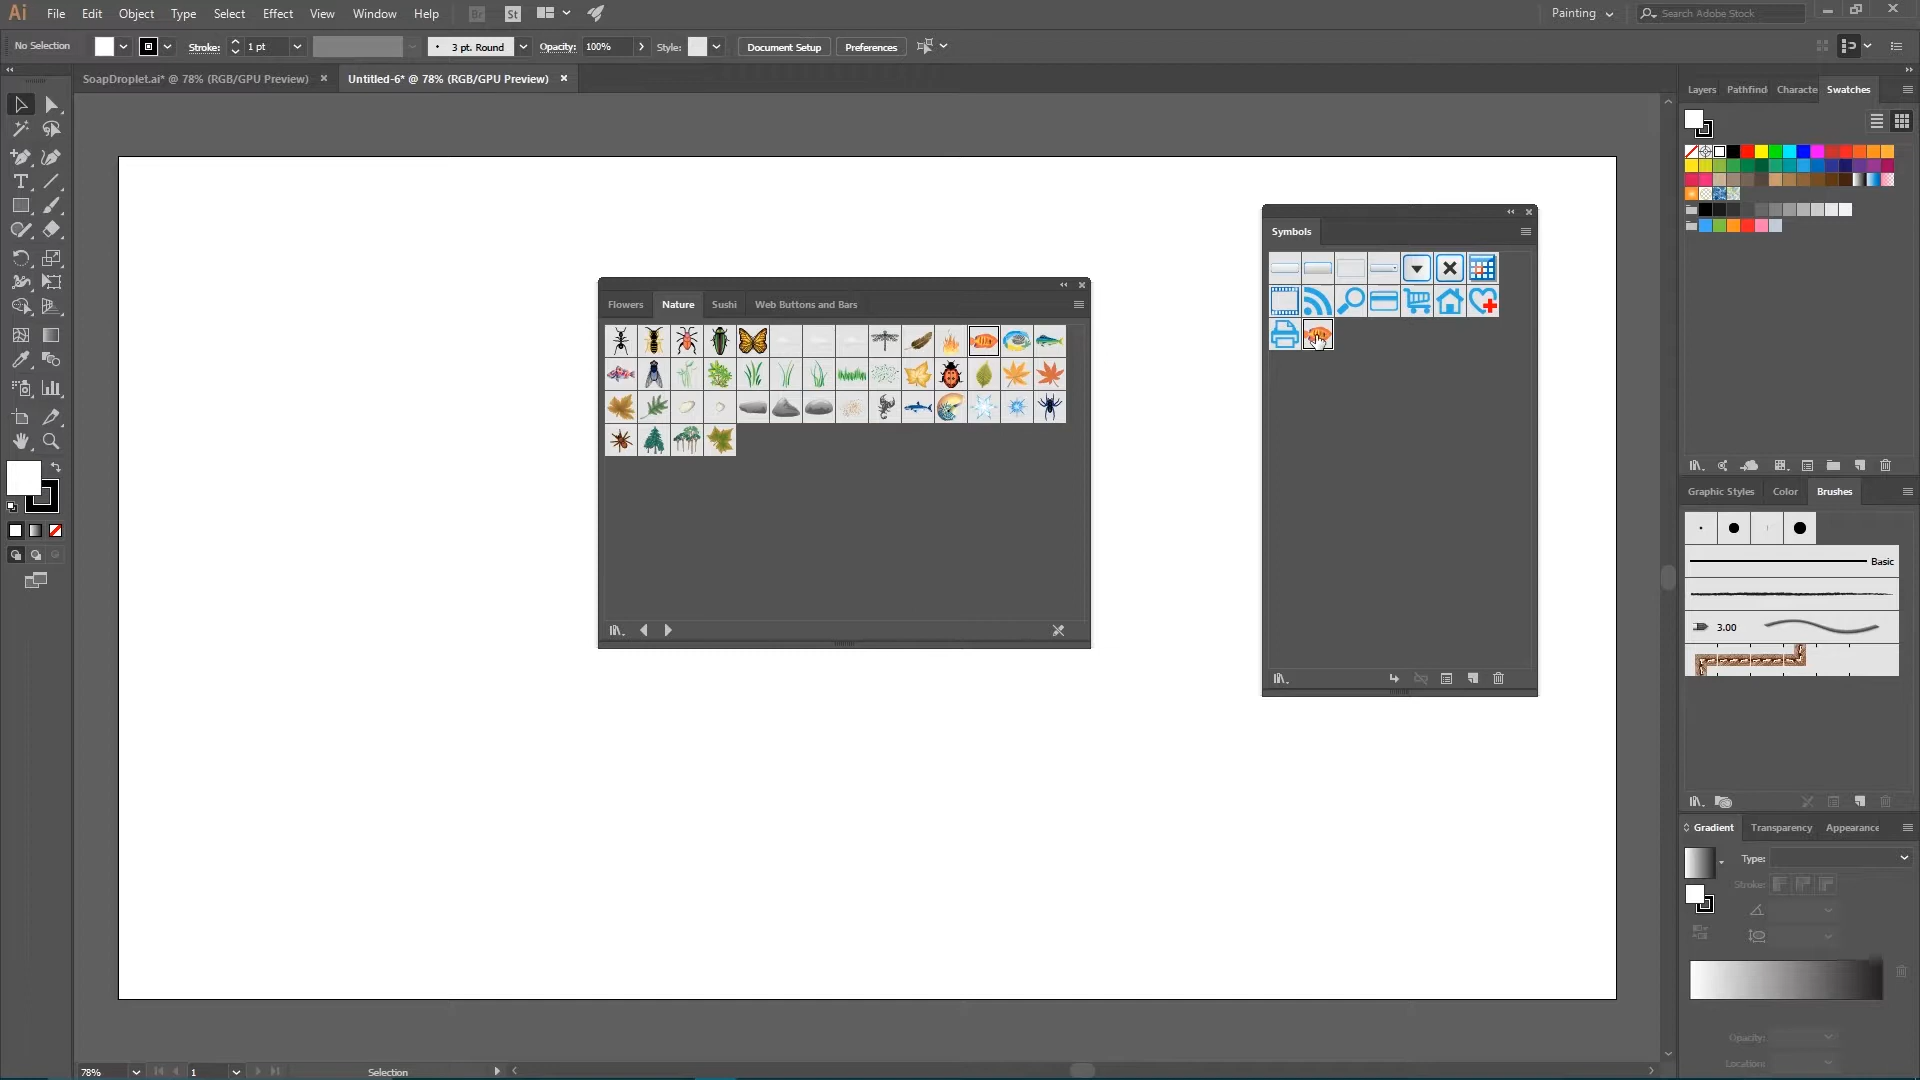 Ai File Edit Object Type Select Effect View Window Help Br St Painting Search Adobe Stock
No Selection Stroke: 1 pt 3 pt. Round Opacity: 100% Style: Document Setup Preferences
SoapDroplet.ai* @ 78% (RGB/GPU Preview) Untitled-6* @ 78% (RGB/GPU Preview)
Layers Pathfind Characte Swatches
Symbols
Flowers Nature Sushi Web Buttons and Bars
Graphic Styles Color Brushes
Basic
3.00
Gradient Transparency Appearance
Type:
Stroke:
Opacity:
Location:
78% 1 Selection